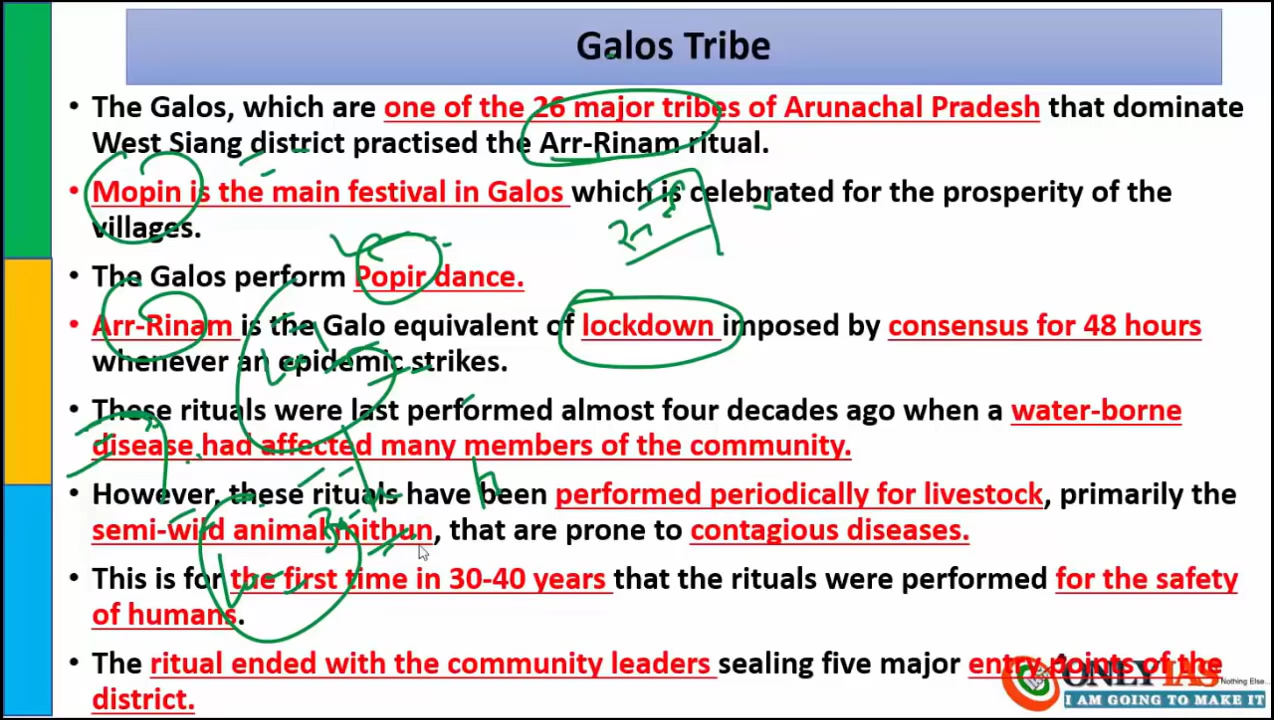 Galos Tribe
• The Galos, which are one of the 26 major tribes of Arunachal Pradesh that dominate
West Siang district practised the Arr-Rinam ritual.
• Mopin is the main festival in Galos which is celebrated for the prosperity of the
villages.
• The Galos perform Popir dance.
• Arr-Rinam is the Galo equivalent of lockdown imposed by consensus for 48 hours
whenever an epidemic strikes.
• These rituals were last performed almost four decades ago when a water-borne
disease had affected many members of the community.
• However, these rituals have been performed periodically for livestock, primarily the
semi-wild animal mithun, that are prone to contagious diseases.
• This is for the first time in 30-40 years that the rituals were performed for the safety
of humans.
• The ritual ended with the community leaders sealing five major entry points of the
district.
ONLY IAS
Nothing Else...
I AM GOING TO MAKE IT